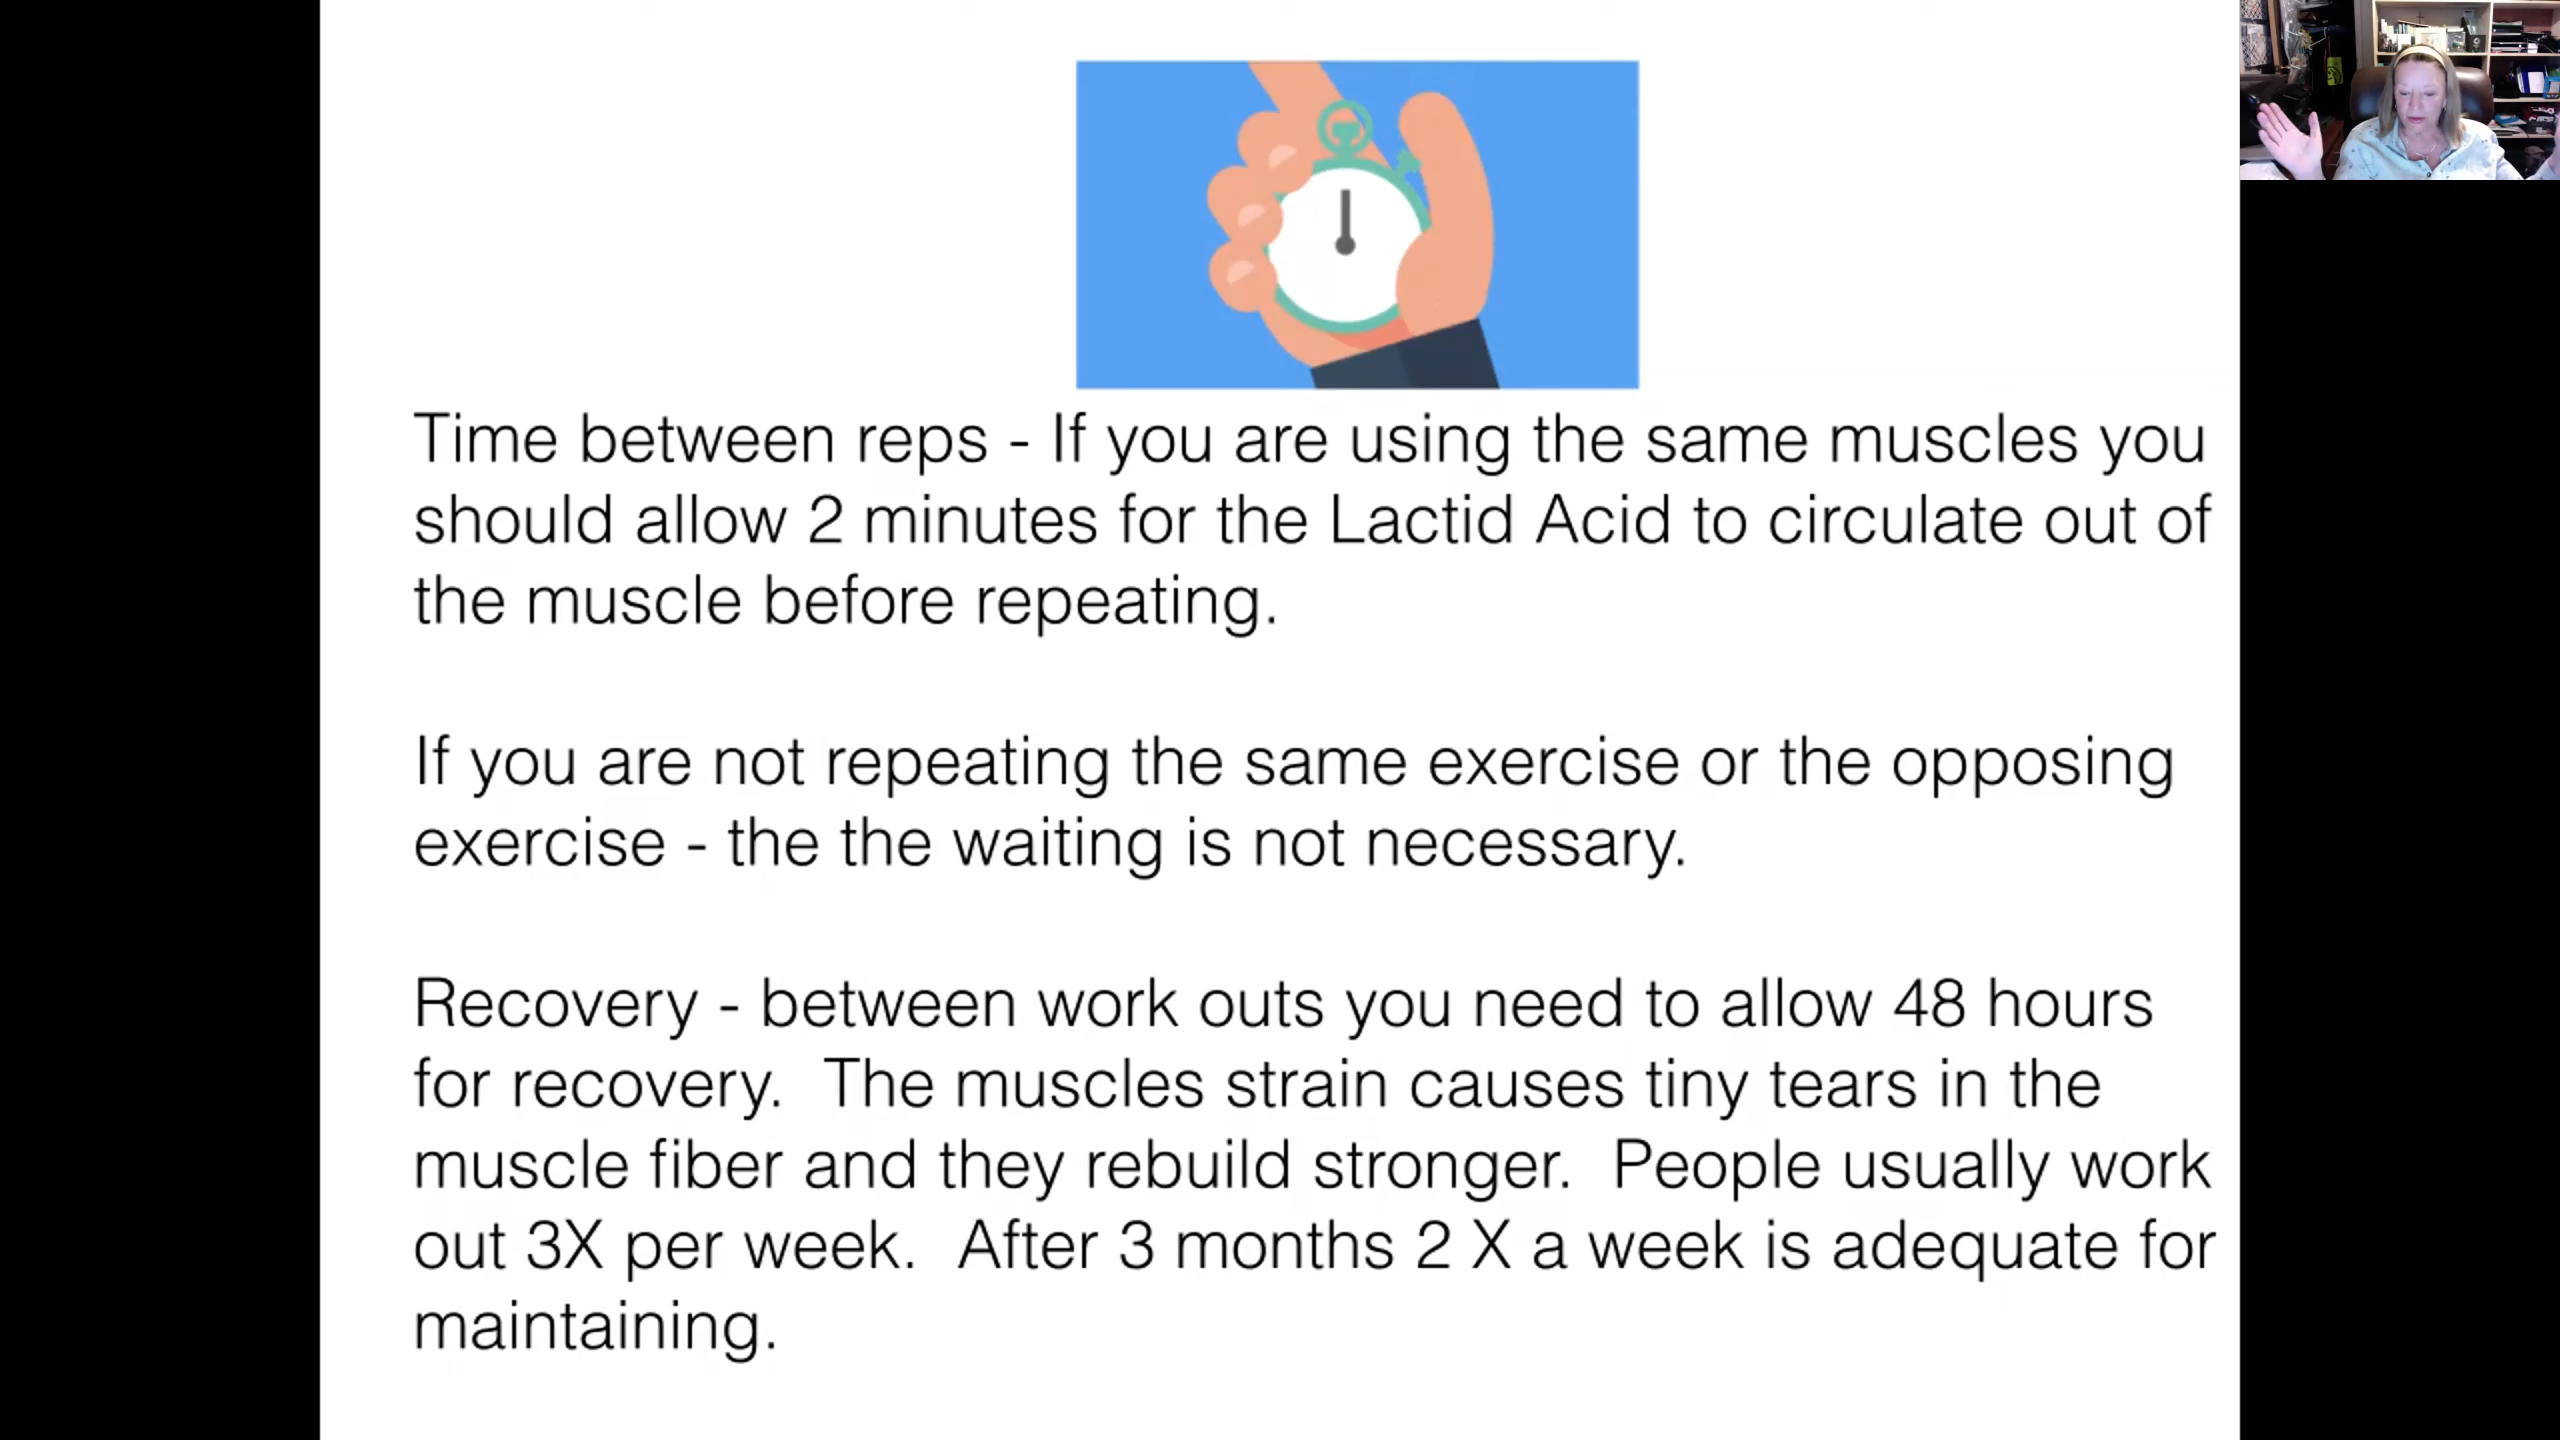 Time between reps - If you are using the same muscles you
should allow 2 minutes for the Lactid Acid to circulate out of
the muscle before repeating.
If you are not repeating the same exercise or the opposing
exercise - the the waiting is not necessary.
Recovery - between work outs you need to allow 48 hours
for recovery.  The muscles strain causes tiny tears in the
muscle fiber and they rebuild stronger.  People usually work
out 3X per week.  After 3 months 2 X a week is adequate for
maintaining.